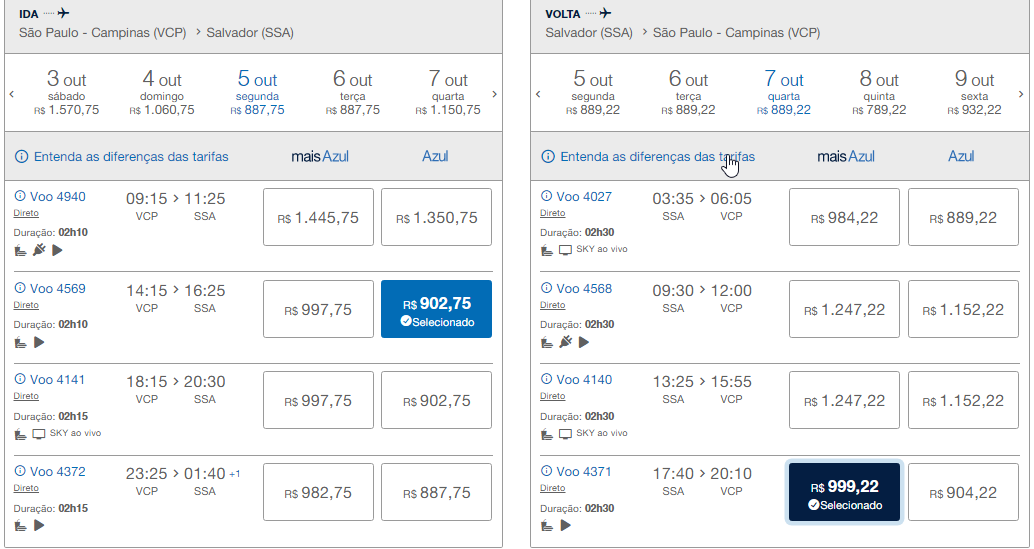 IDA
São Paulo - Campinas (VCP) > Salvador (SSA)
3 out 4 out 5 out 6 out 7 out
sábado domingo segunda terça quarta
R$ 1.570,75 R$ 1.060,75 R$ 887,75 R$ 887,75 R$ 1.150,75
Entenda as diferenças das tarifas maisAzul Azul
Voo 4940 09:15 > 11:25
Direto VCP SSA R$ 1.445,75 R$ 1.350,75
Duração: 02h10
Voo 4569 14:15 > 16:25 R$ 902,75
Direto VCP SSA R$ 997,75 Selecionado
Duração: 02h10
Voo 4141 18:15 > 20:30
Direto VCP SSA R$ 997,75 R$ 902,75
Duração: 02h15
SKY ao vivo
Voo 4372 23:25 > 01:40 +1
Direto VCP SSA R$ 982,75 R$ 887,75
Duração: 02h15
VOLTA
Salvador (SSA) > São Paulo - Campinas (VCP)
5 out 6 out 7 out 8 out 9 out
segunda terça quarta quinta sexta
R$ 889,22 R$ 889,22 R$ 889,22 R$ 789,22 R$ 932,22
Entenda as diferenças das tarifas maisAzul Azul
Voo 4027 03:35 > 06:05
Direto SSA VCP R$ 984,22 R$ 889,22
Duração: 02h30
SKY ao vivo
Voo 4568 09:30 > 12:00
Direto SSA VCP R$ 1.247,22 R$ 1.152,22
Duração: 02h30
Voo 4140 13:25 > 15:55
Direto SSA VCP R$ 1.247,22 R$ 1.152,22
Duração: 02h30
SKY ao vivo
Voo 4371 17:40 > 20:10 R$ 999,22
Direto SSA VCP Selecionado R$ 904,22
Duração: 02h30